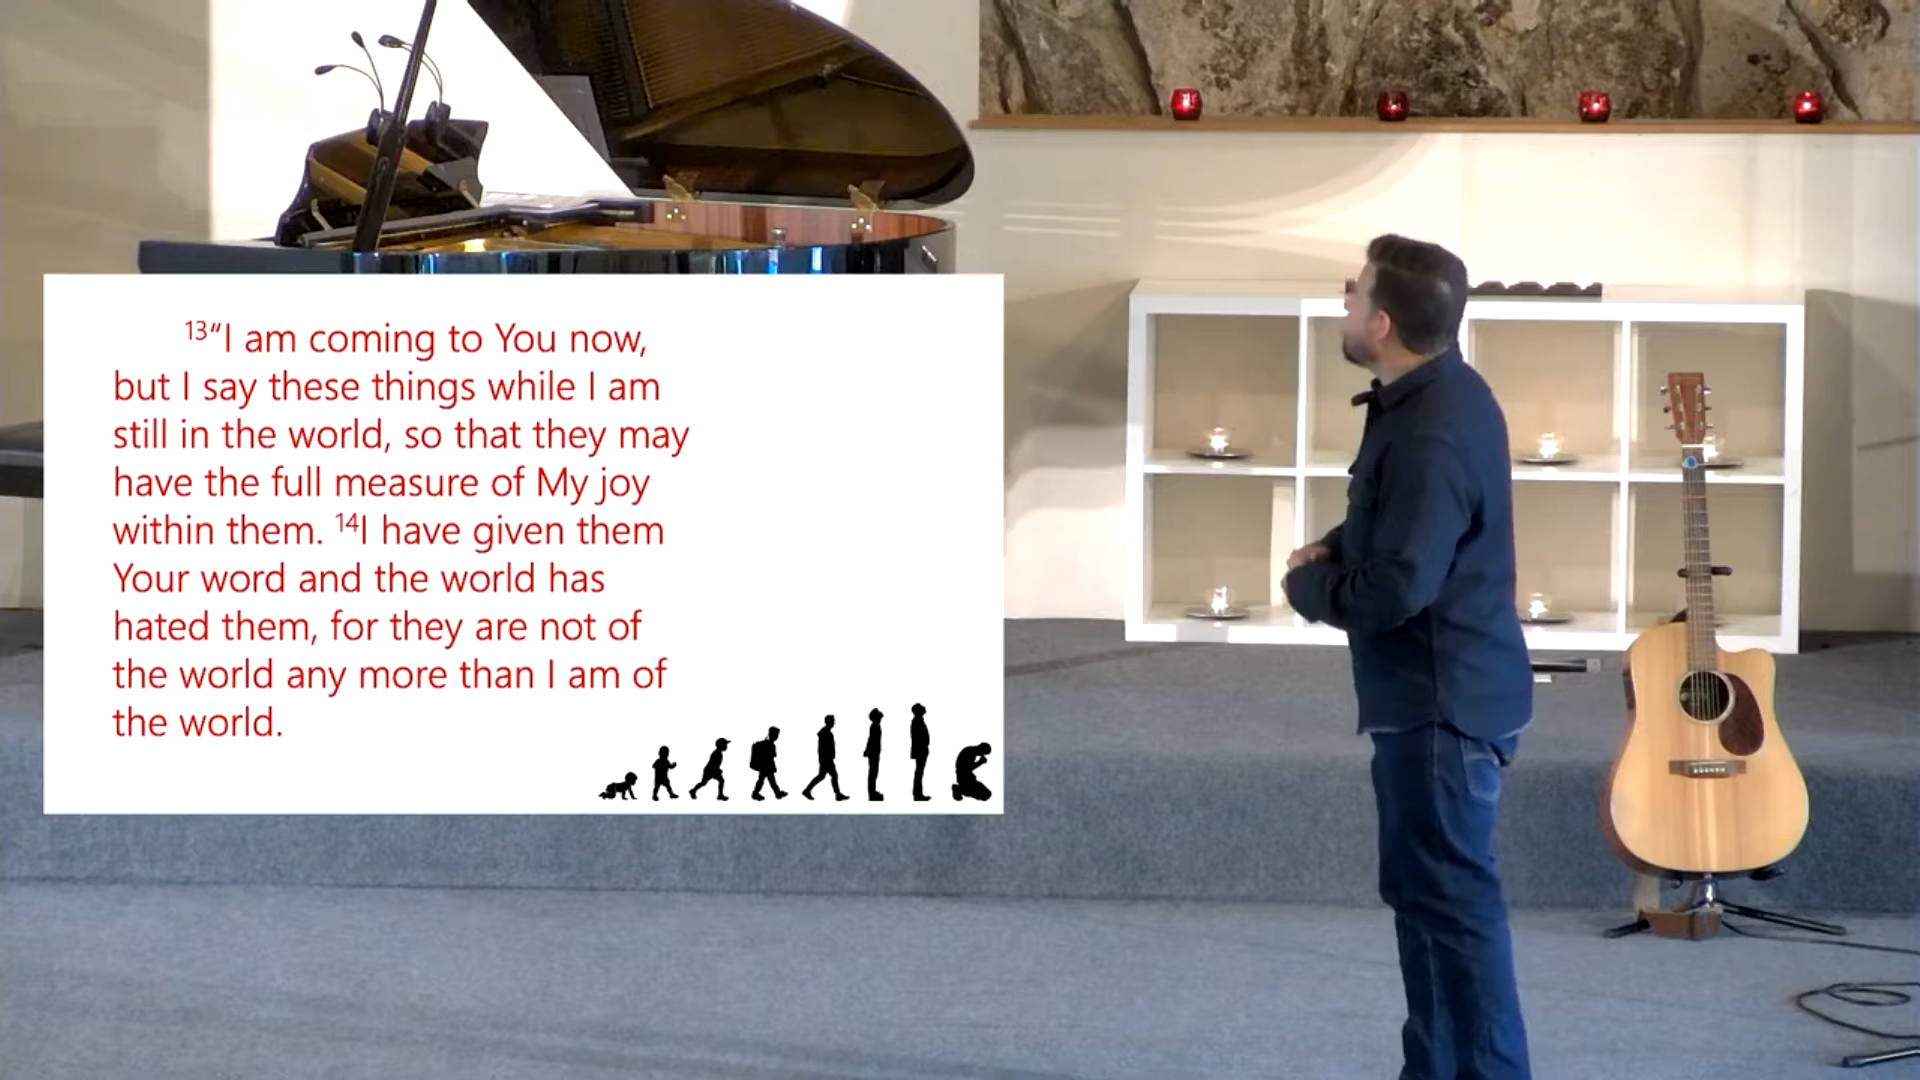 ¹³“I am coming to You now,
but I say these things while I am
still in the world, so that they may
have the full measure of My joy
within them. ¹⁴I have given them
Your word and the world has
hated them, for they are not of
the world any more than I am of
the world.